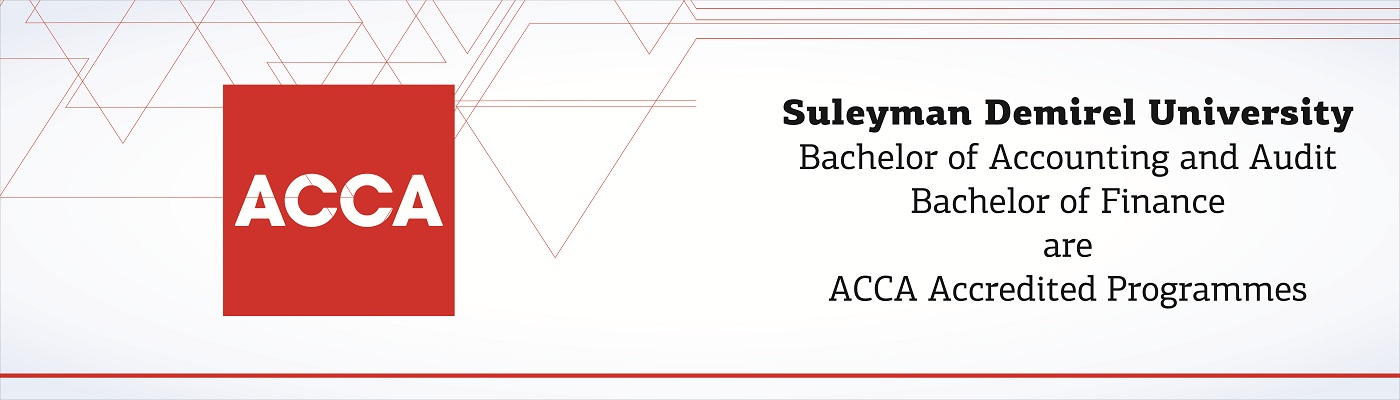 ACCA
Suleyman Demirel University
Bachelor of Accounting and Audit
Bachelor of Finance
are
ACCA Accredited Programmes